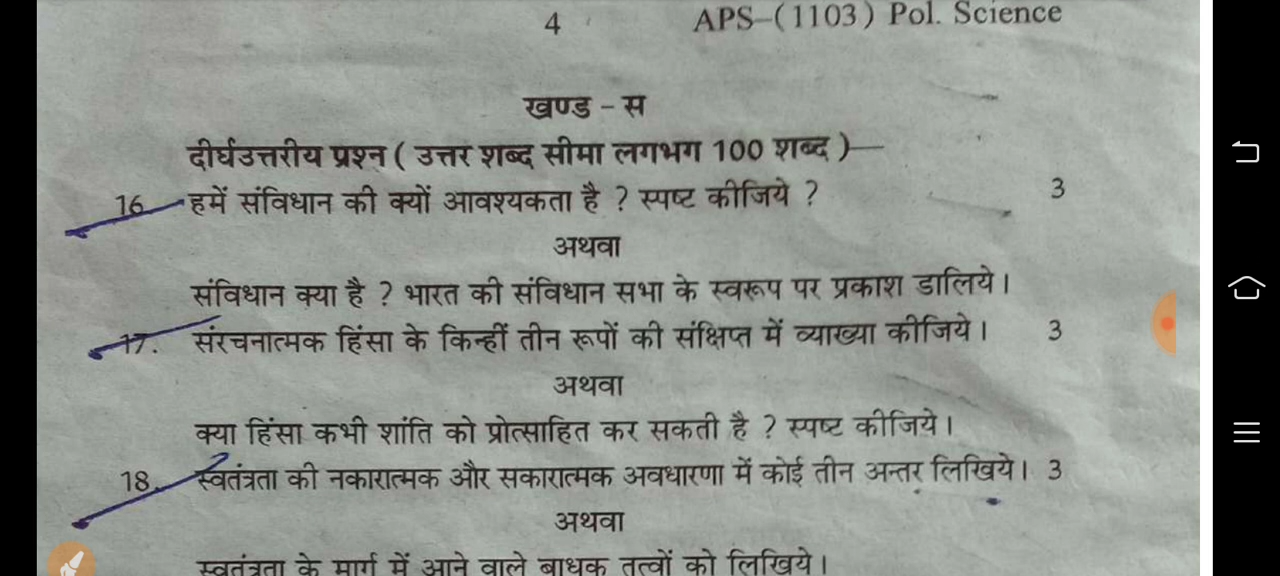 4 APS-(1103) Pol. Science
खण्ड - स
दीर्घउत्तरीय प्रश्न ( उत्तर शब्द सीमा लगभग 100 शब्द )—
16. हमें संविधान की क्यों आवश्यकता है ? स्पष्ट कीजिये ? 3
अथवा
संविधान क्या है ? भारत की संविधान सभा के स्वरूप पर प्रकाश डालिये।
17. संरचनात्मक हिंसा के किन्हीं तीन रूपों की संक्षिप्त में व्याख्या कीजिये। 3
अथवा
क्या हिंसा कभी शांति को प्रोत्साहित कर सकती है ? स्पष्ट कीजिये।
18. स्वतंत्रता की नकारात्मक और सकारात्मक अवधारणा में कोई तीन अन्तर लिखिये। 3
अथवा
स्वतंत्रता के मार्ग में आने वाले बाधक तत्वों को लिखिये।